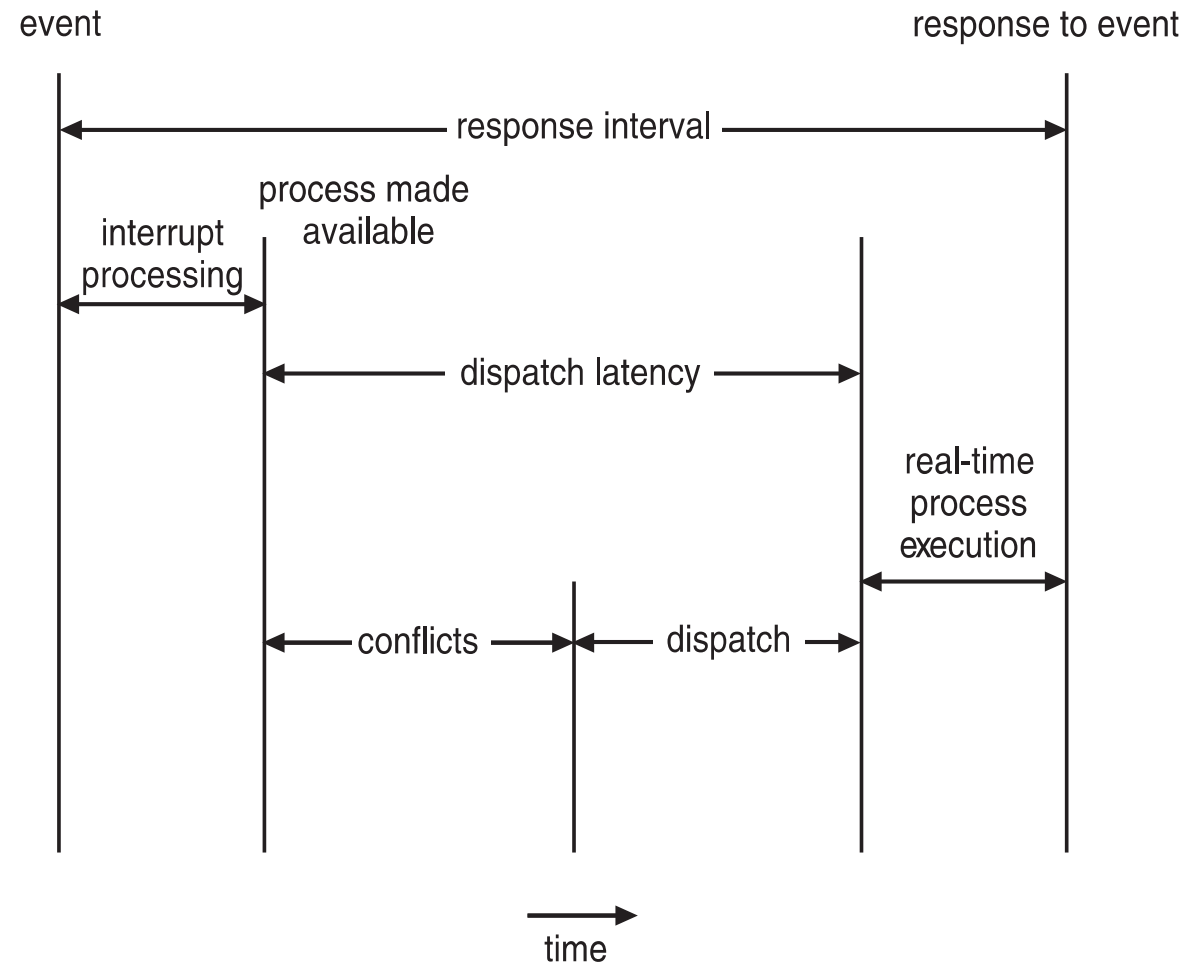 event
response to event
response interval
process made
available
interrupt
processing
dispatch latency
real-time
process
execution
conflicts
dispatch
time